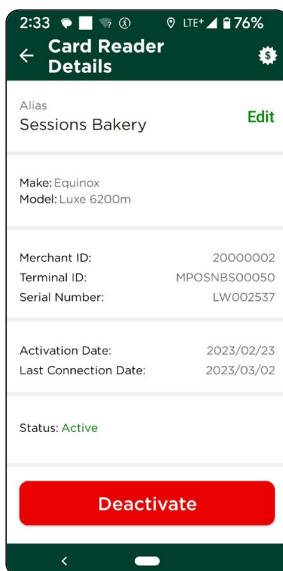 2:33 LTE+ 76%
Card Reader
Details
Alias
Sessions Bakery Edit
Make: Equinox
Model: Luxe 6200m
Merchant ID: 20000002
Terminal ID: MPOSNBS00050
Serial Number: LW002537
Activation Date: 2023/02/23
Last Connection Date: 2023/03/02
Status: Active
Deactivate